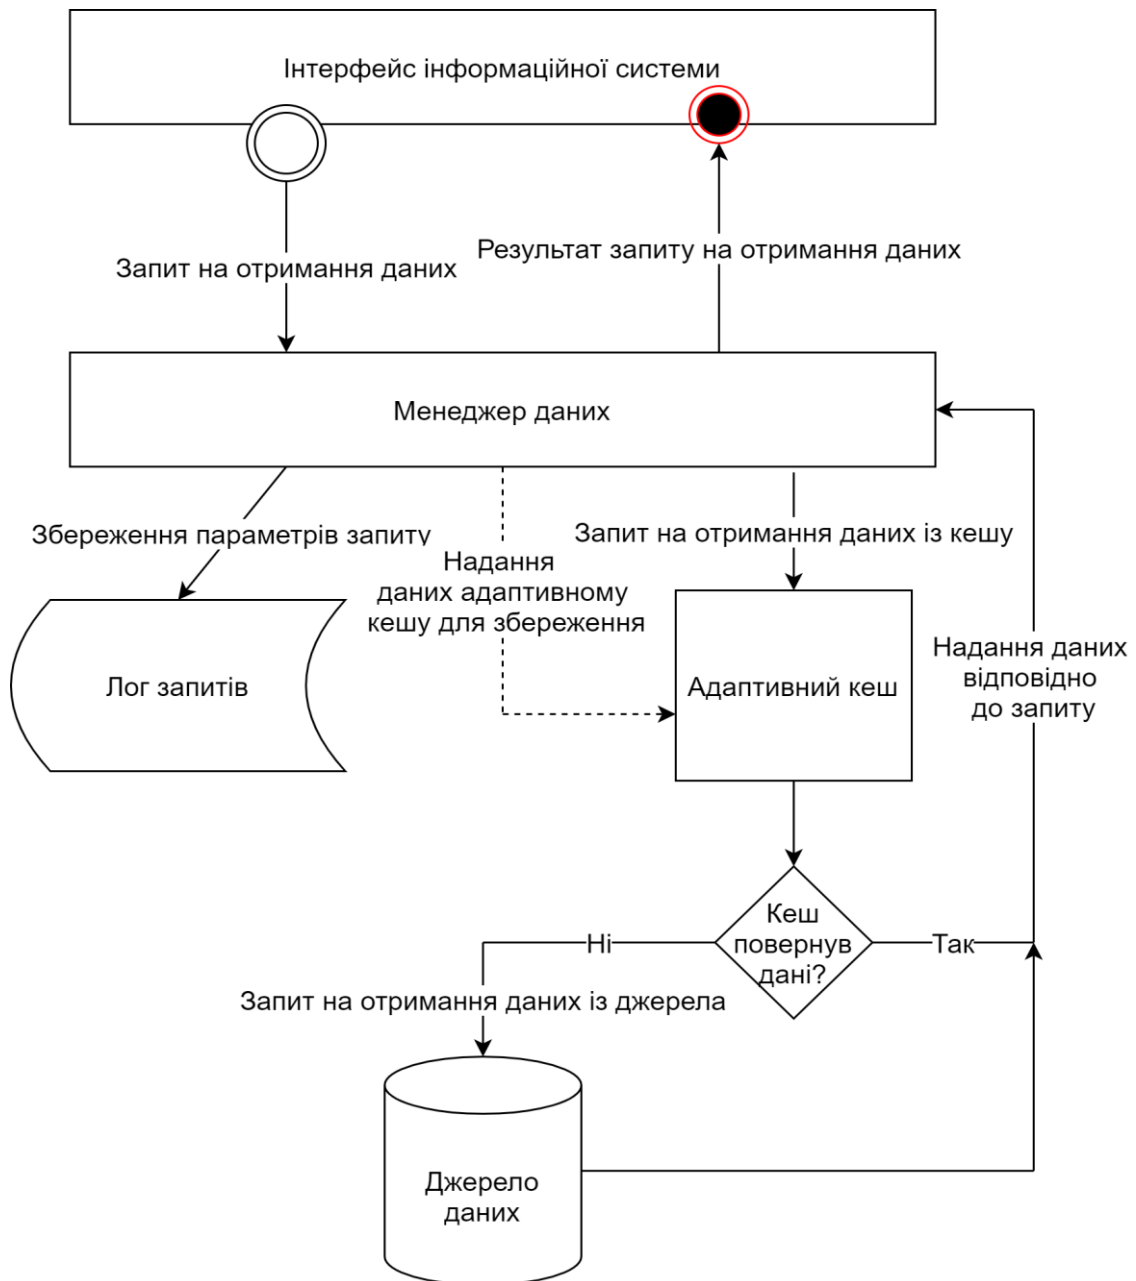 Інтерфейс інформаційної системи
Запит на отримання даних
Результат запиту на отримання даних
Менеджер даних
Збереження параметрів запиту
Надання
даних адаптивному
кешу для збереження
Запит на отримання даних із кешу
Лог запитів
Адаптивний кеш
Надання даних
відповідно
до запиту
Кеш
повернув
дані?
Ні
Так
Запит на отримання даних із джерела
Джерело
даних